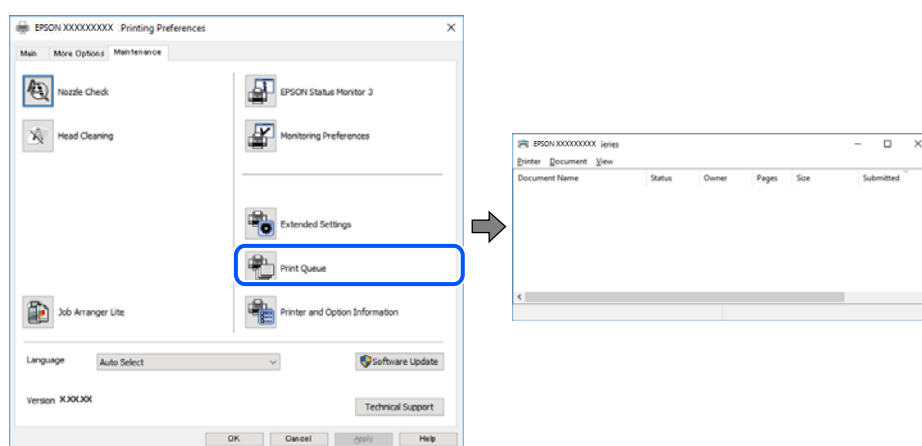 EPSON XXXXXXXXX Printing Preferences
Main More Options Maintenance
Nozzle Check
EPSON Status Monitor 3
Head Cleaning
Monitoring Preferences
Extended Settings
Print Queue
Job Arranger Lite
Printer and Option Information
Language Auto Select
Software Update
Version X.XX.XX
Technical Support
OK Cancel Apply Help
EPSON XXXXXXXXX ieries
Printer Document View
Document Name Status Owner Pages Size Submitted